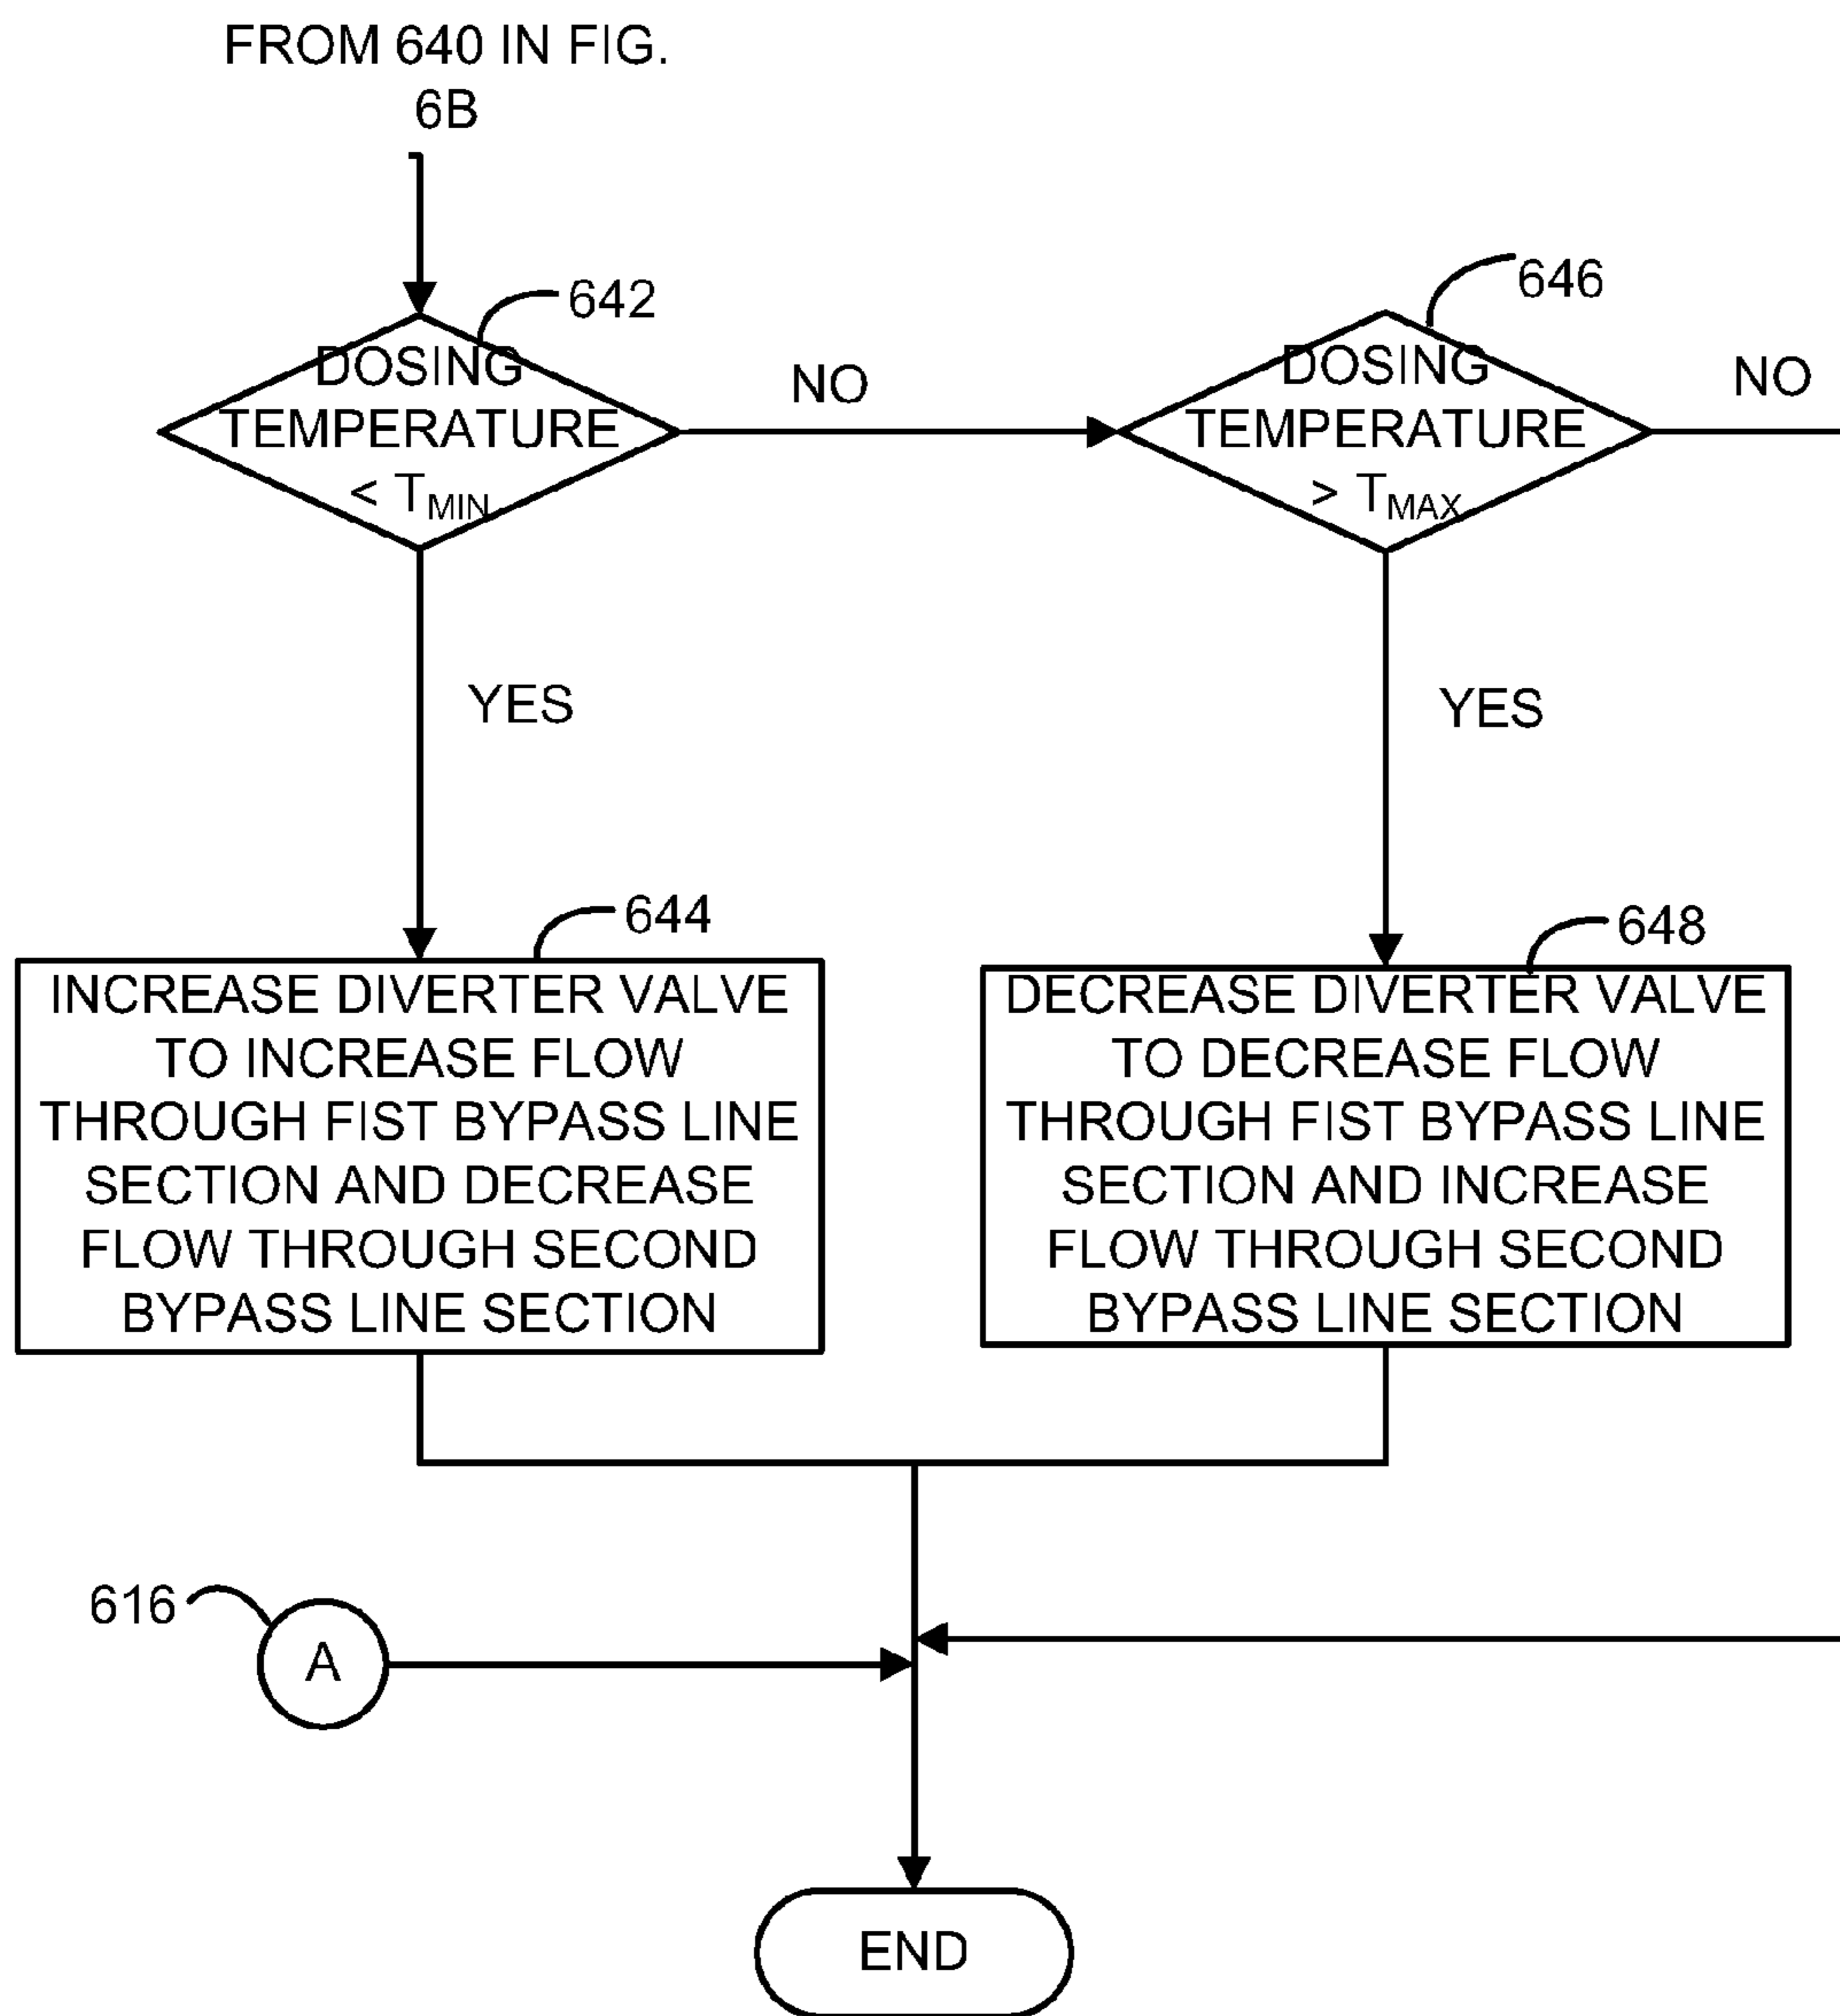 FROM 640 IN FIG.
6B
642
DOSING
TEMPERATURE
< TMIN
NO
646
DOSING
TEMPERATURE
> TMAX
NO
YES
YES
644
INCREASE DIVERTER VALVE
TO INCREASE FLOW
THROUGH FIST BYPASS LINE
SECTION AND DECREASE
FLOW THROUGH SECOND
BYPASS LINE SECTION
648
DECREASE DIVERTER VALVE
TO DECREASE FLOW
THROUGH FIST BYPASS LINE
SECTION AND INCREASE
FLOW THROUGH SECOND
BYPASS LINE SECTION
616
A
END